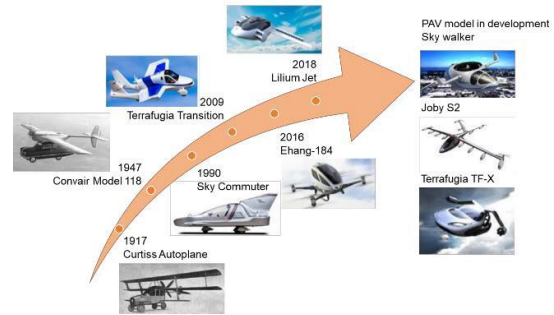 PAV model in development
Sky walker
2018
Lilium Jet
2009
Terrafugia Transition
Joby S2
2016
Ehang-184
1947
Convair Model 118
1990
Sky Commuter
Terrafugia TF-X
1917
Curtiss Autoplane